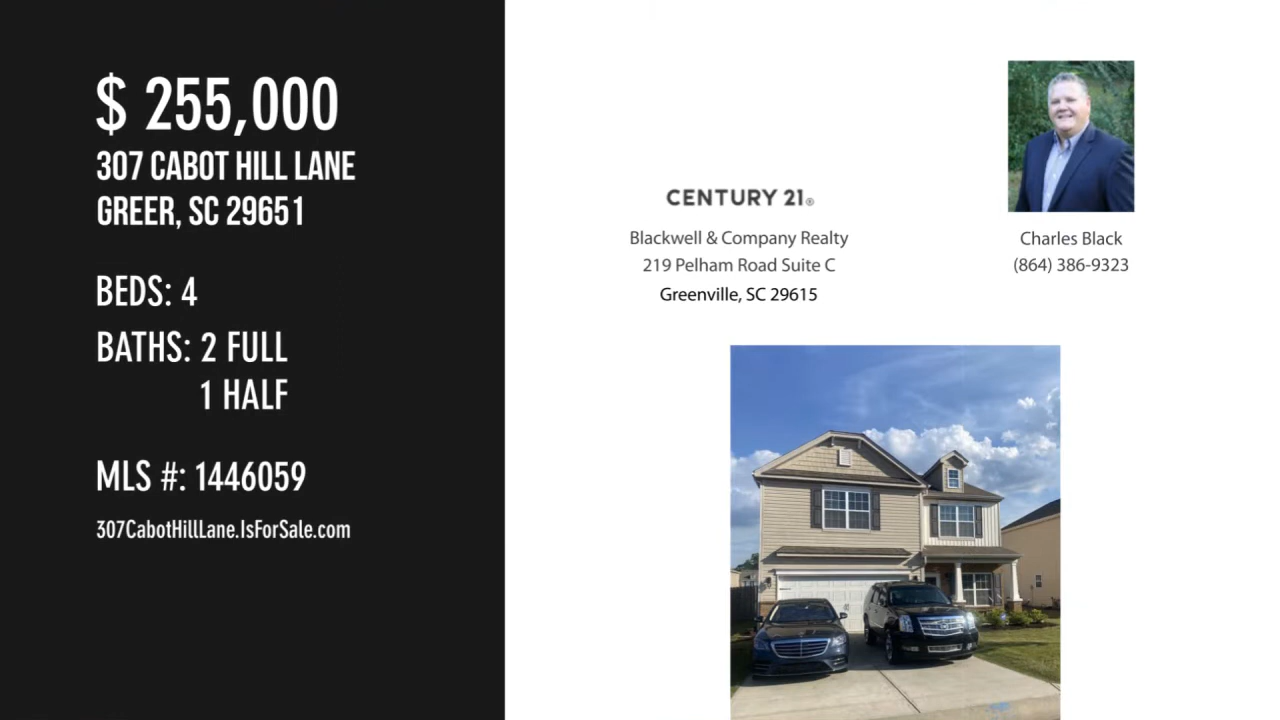 $ 255,000
307 CABOT HILL LANE
GREER, SC 29651
BEDS: 4
BATHS: 2 FULL
1 HALF
MLS #: 1446059
307CabotHillLane.IsForSale.com
CENTURY 21®
Blackwell & Company Realty
219 Pelham Road Suite C
Greenville, SC 29615
Charles Black
(864) 386-9323